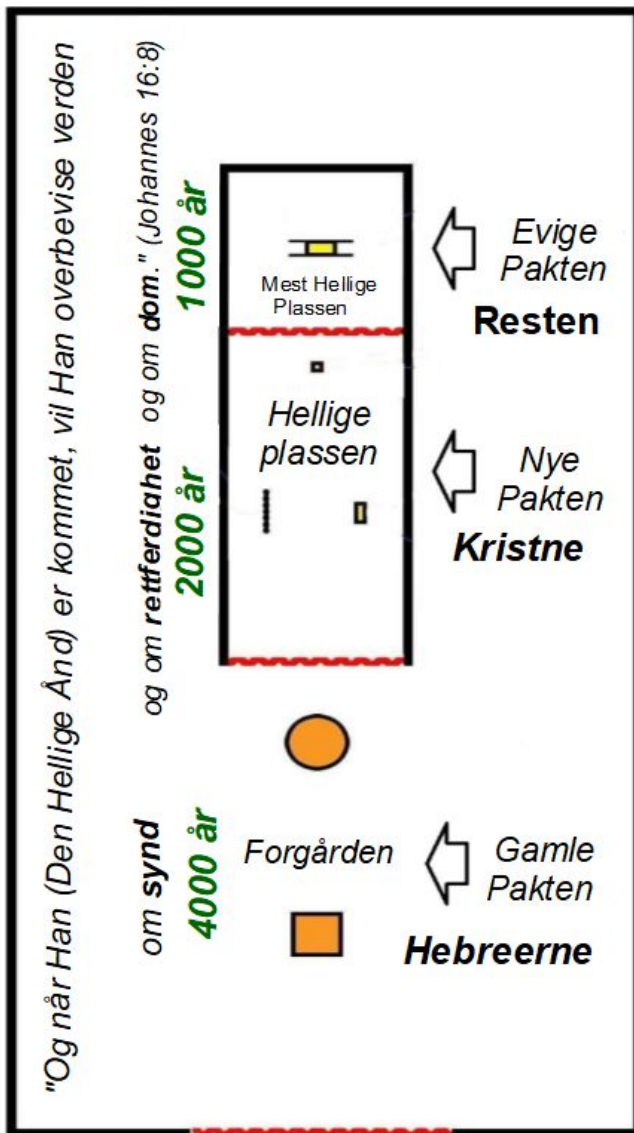 "Og når Han (Den Hellige Ånd) er kommet, vil Han overbevise verden
om synd og om rettferdighet og om dom." (Johannes 16:8)
4000 år
2000 år
1000 år
Mest Hellige
Plassen
Evige
Pakten
Resten
Hellige
plassen
Nye
Pakten
Kristne
Forgården
Gamle
Pakten
Hebreerne